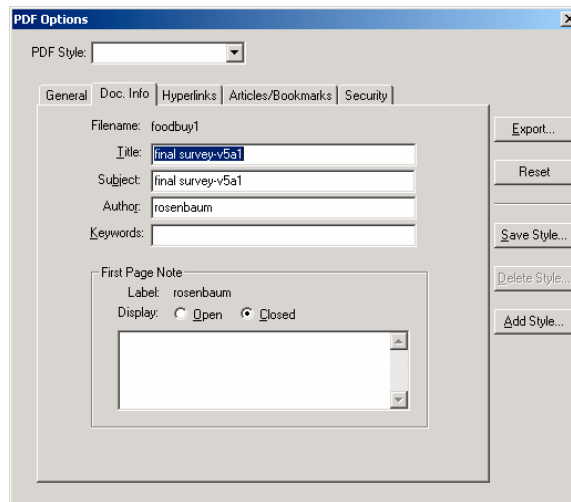 PDF Options
PDF Style:
General Doc. Info Hyperlinks Articles/Bookmarks Security
Filename: foodbuy1
Title: final survey-v5a1
Subject: final survey-v5a1
Author: rosenbaum
Keywords:
First Page Note
Label: rosenbaum
Display: Open Closed
Export...
Reset
Save Style...
Delete Style...
Add Style...